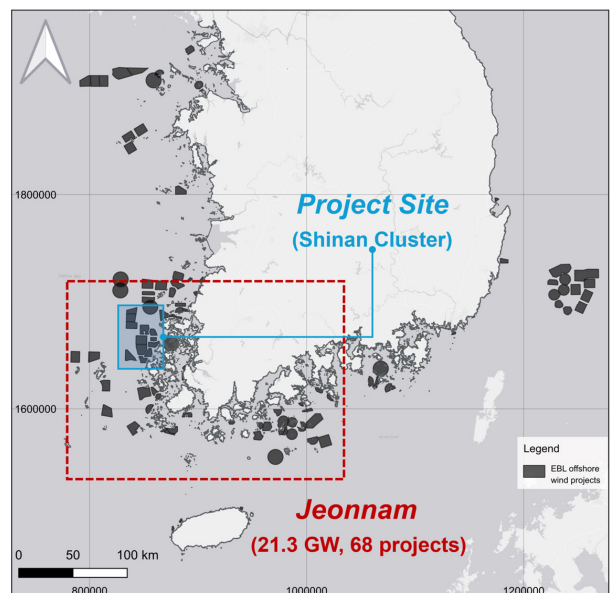 1800000
Project Site
(Shinan Cluster)
1600000
Legend
EBL offshore
wind projects
Jeonnam
(21.3 GW, 68 projects)
0 50 100 km
800000 1000000 1200000